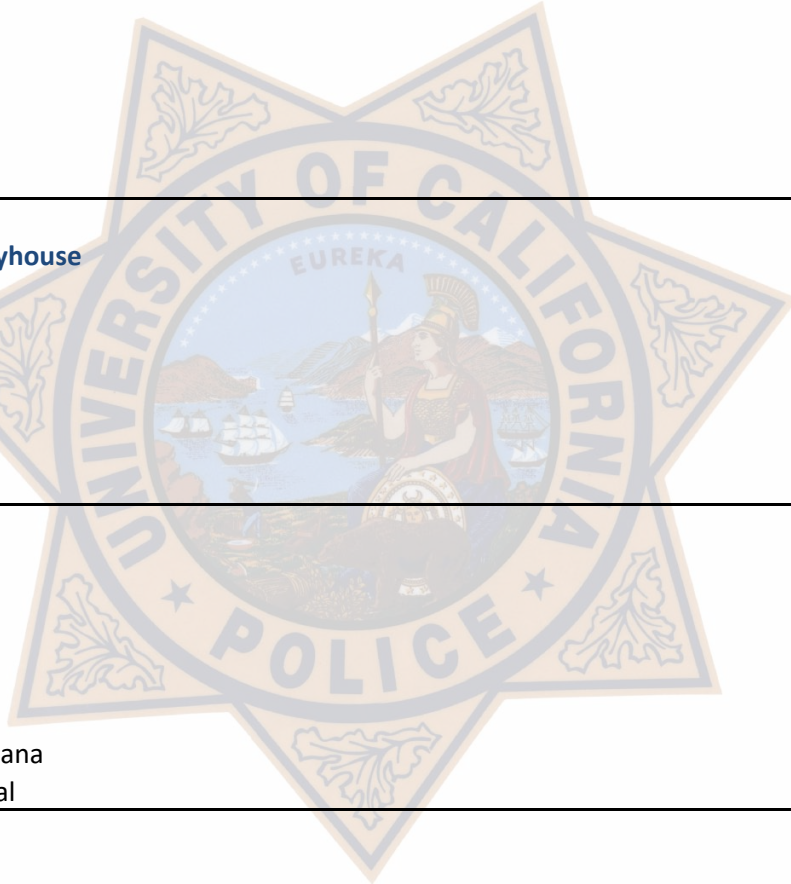 yhouse
EUREKA
UNIVERSITY OF CALIFORNIA
POLICE
ana
al